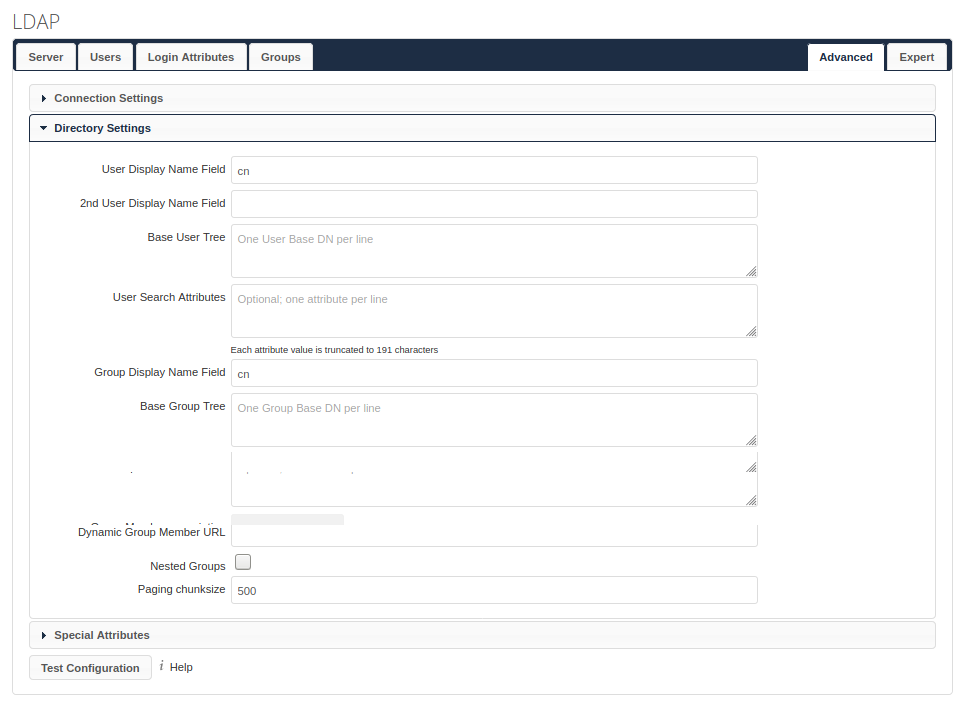 LDAP
Server Users Login Attributes Groups Advanced Expert
Connection Settings
Directory Settings
User Display Name Field cn
2nd User Display Name Field
Base User Tree One User Base DN per line
User Search Attributes Optional; one attribute per line
Each attribute value is truncated to 191 characters
Group Display Name Field cn
Base Group Tree One Group Base DN per line
Dynamic Group Member URL
Nested Groups
Paging chunksize 500
Special Attributes
Test Configuration i Help